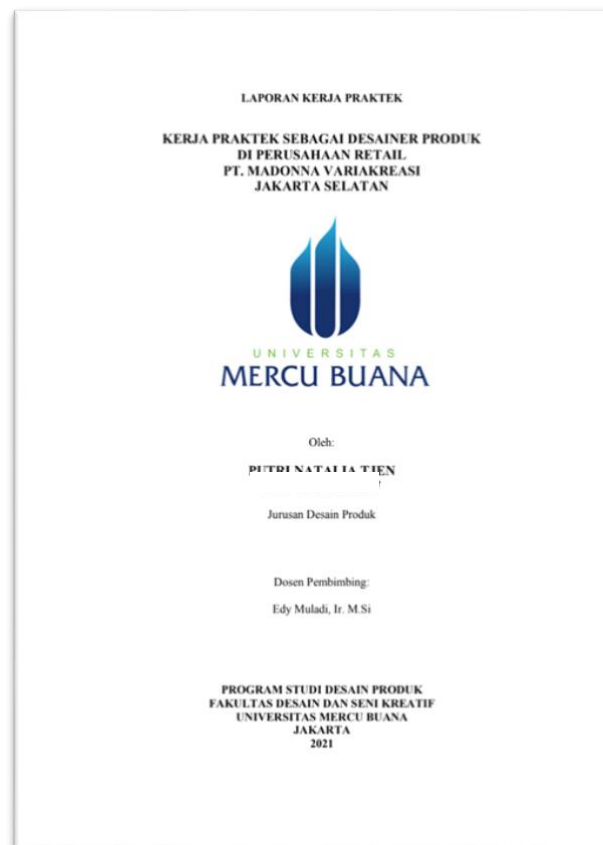 LAPORAN KERJA PRAKTEK
KERJA PRAKTEK SEBAGAI DESAINER PRODUK
DI PERUSAHAAN RETAIL
PT. MADONNA VARIAKREASI
JAKARTA SELATAN
UNIVERSITAS
MERCU BUANA
Oleh:
PUTRI NATALIA TJEN
Jurusan Desain Produk
Dosen Pembimbing:
Edy Muladi, Ir. M.Si
PROGRAM STUDI DESAIN PRODUK
FAKULTAS DESAIN DAN SENI KREATIF
UNIVERSITAS MERCU BUANA
JAKARTA
2021